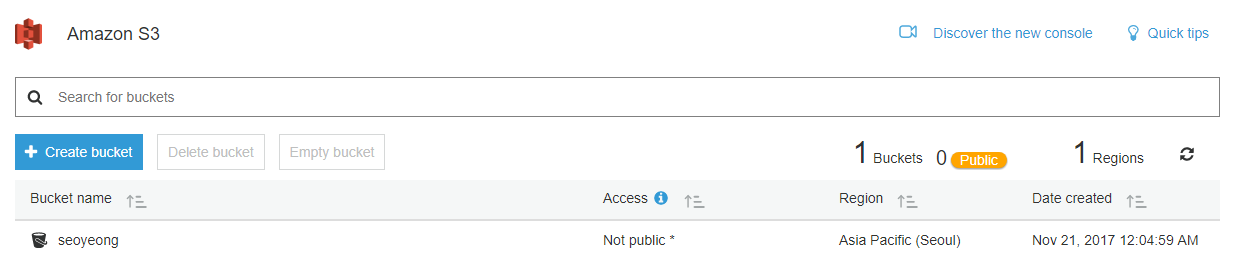 Amazon S3 Discover the new console Quick tips
Search for buckets
Create bucket Delete bucket Empty bucket 1 Buckets 0 Public 1 Regions
Bucket name Access Region Date created
seoyeong Not public * Asia Pacific (Seoul) Nov 21, 2017 12:04:59 AM